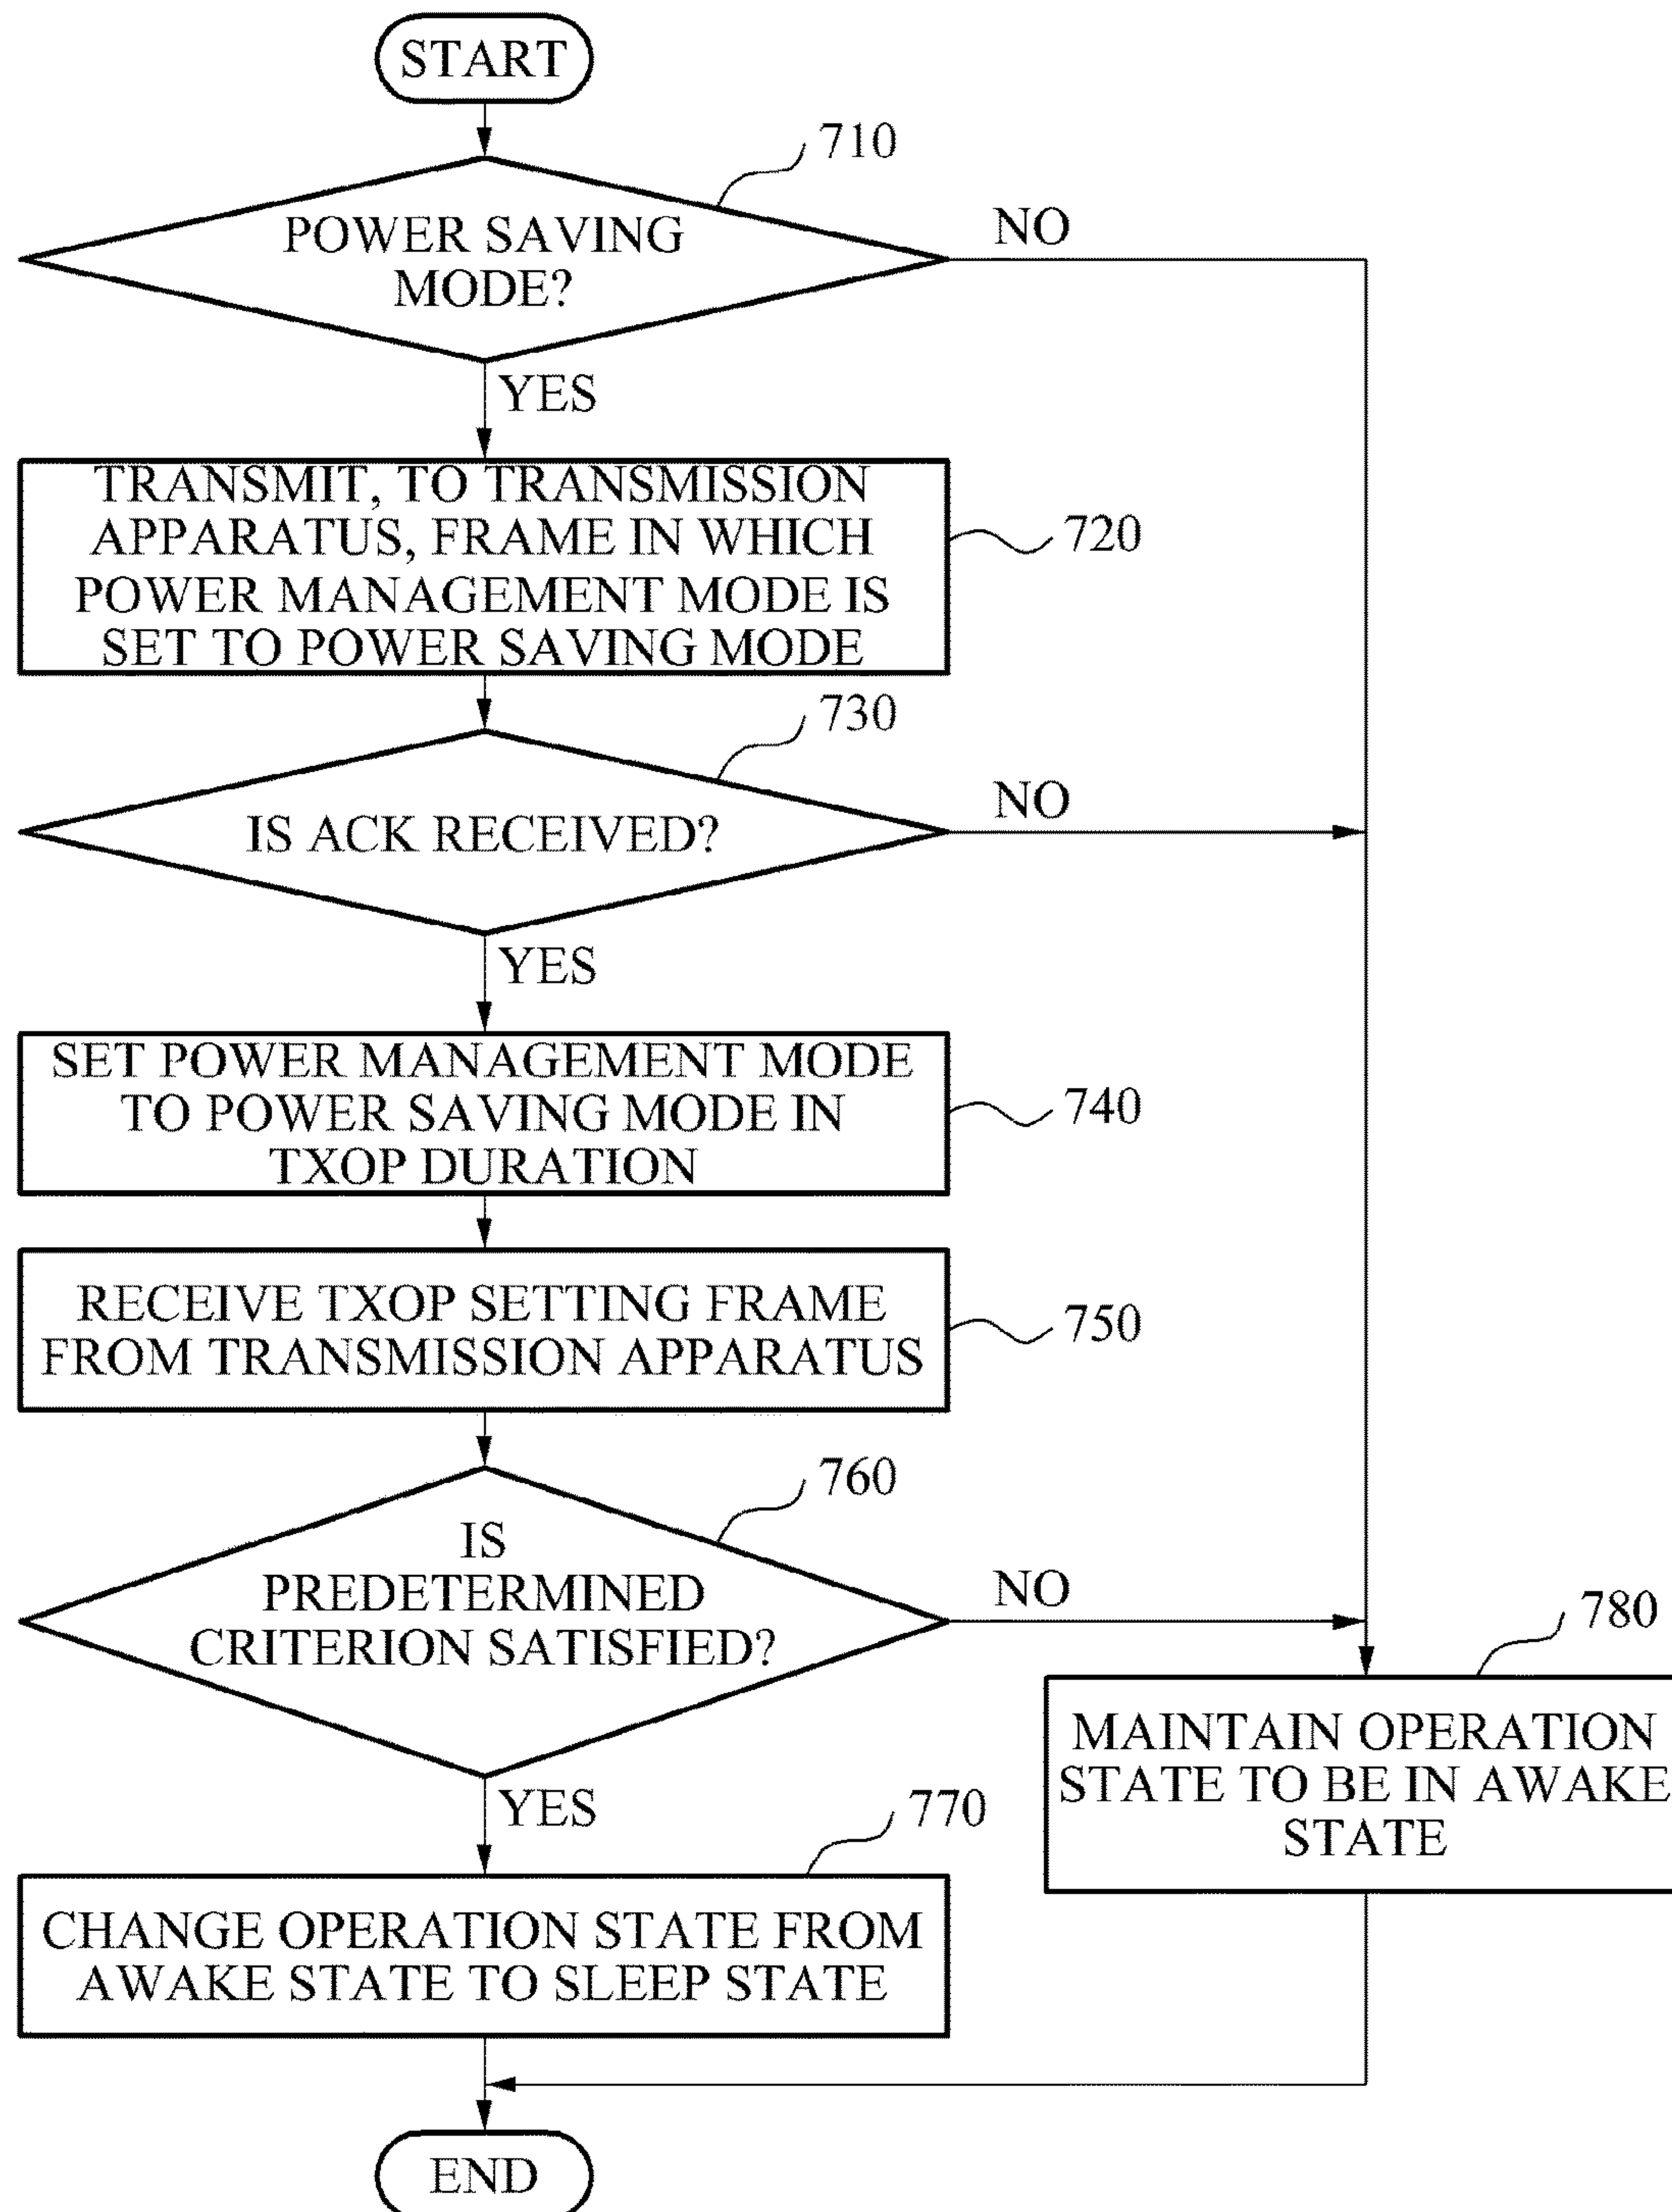 START
710
POWER SAVING
MODE?
NO
YES
TRANSMIT, TO TRANSMISSION
APPARATUS, FRAME IN WHICH
POWER MANAGEMENT MODE IS
SET TO POWER SAVING MODE
720
730
IS ACK RECEIVED?
NO
YES
SET POWER MANAGEMENT MODE
TO POWER SAVING MODE IN
TXOP DURATION
740
RECEIVE TXOP SETTING FRAME
FROM TRANSMISSION APPARATUS
750
760
IS
PREDETERMINED
CRITERION SATISFIED?
NO
780
MAINTAIN OPERATION
STATE TO BE IN AWAKE
STATE
YES
770
CHANGE OPERATION STATE FROM
AWAKE STATE TO SLEEP STATE
END